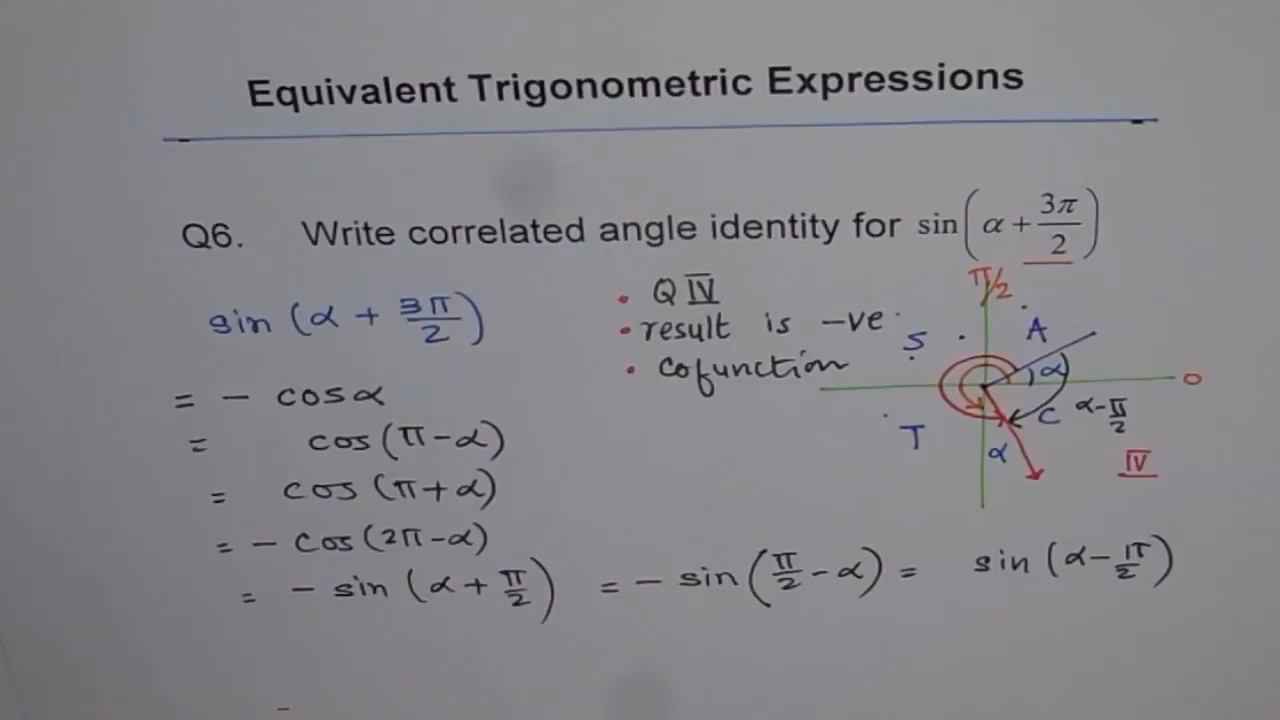 Equivalent Trigonometric Expressions
Q6. Write correlated angle identity for sin(α + 3π/2)
sin (α + 3π/2)
• Q IV
• result is -ve
• cofunction
= - cosα
= cos (π-α)
= cos (π+α)
= - cos (2π-α)
= - sin (α + π/2) = - sin (π/2 - α) = sin (α - π/2)
π/2
S A
α 0
T C α - π/2
α IV